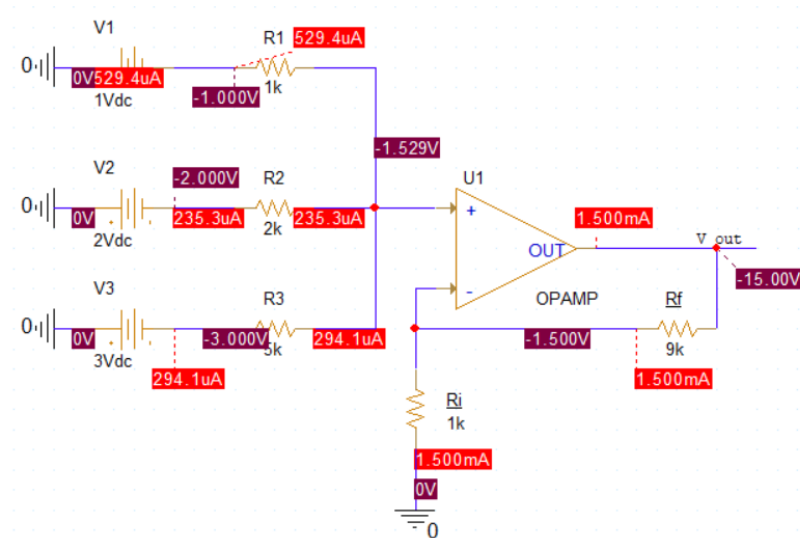 V1
R1
529.4uA
0
0V
529.4uA
1k
-1.000V
1Vdc
-1.529V
V2
-2.000V
R2
U1
0
0V
235.3uA
235.3uA
+
1.500mA
2Vdc
2k
V_out
OUT
-15.00V
V3
R3
-
OPAMP
Rf
0
0V
-3.000V
294.1uA
-1.500V
3Vdc
5k
9k
294.1uA
1.500mA
Ri
1k
1.500mA
0V
0